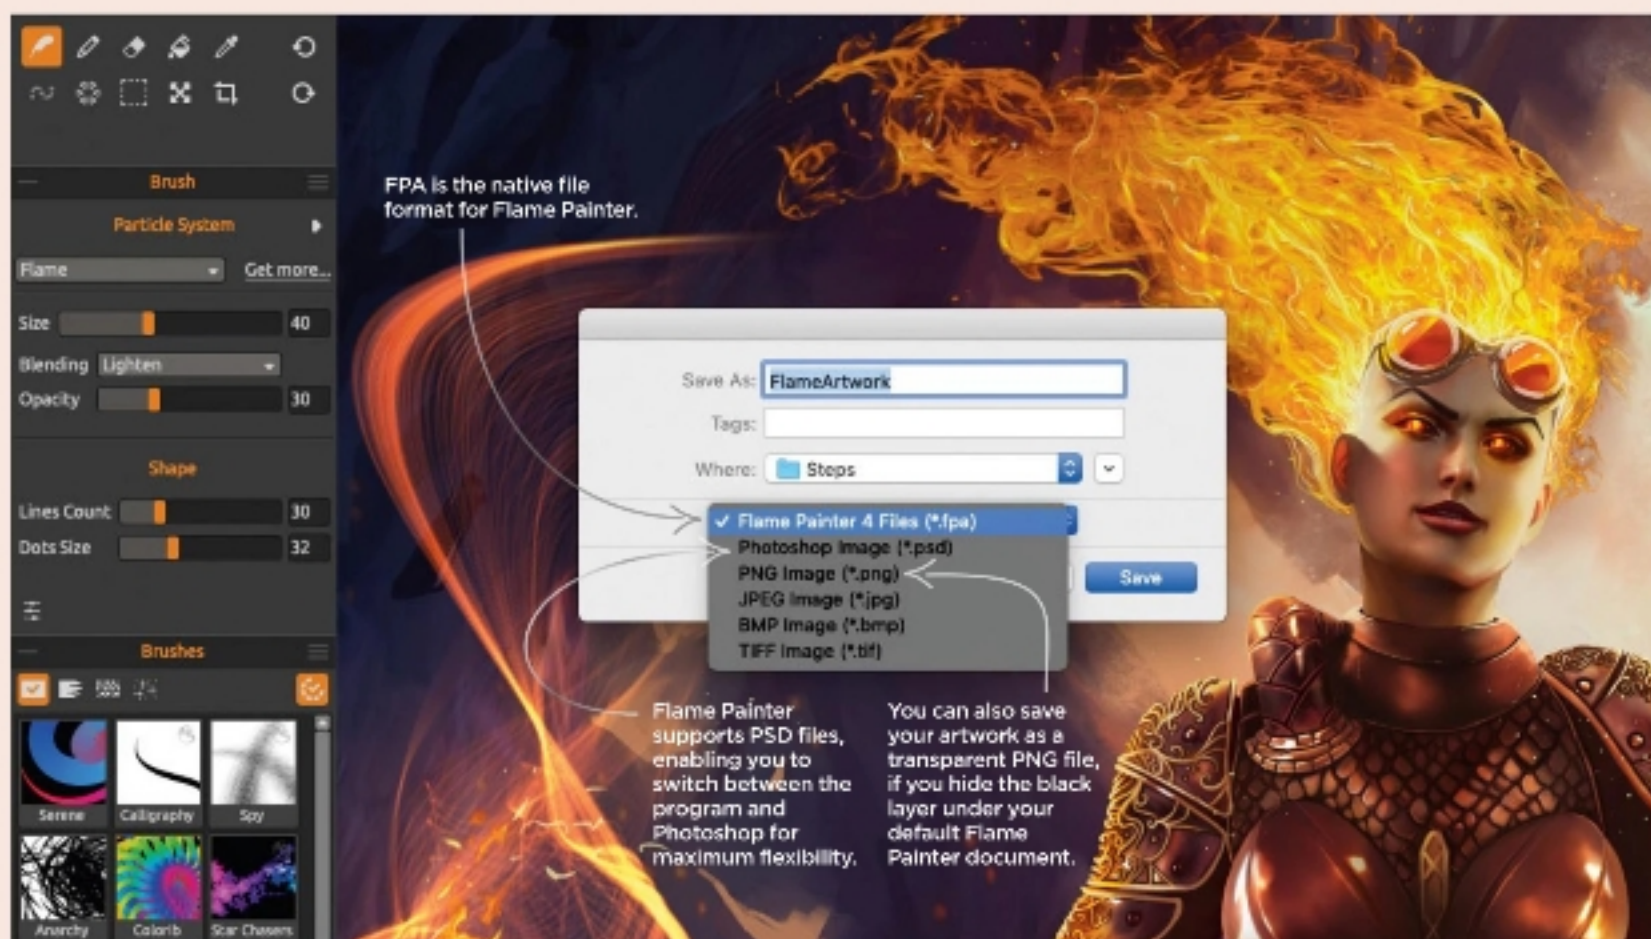 Brush
Particle System
Flame
Get more...
Size
40
Blending
Lighten
Opacity
30
Shape
Lines Count
30
Dots Size
32
Brushes
Serene
Calligraphy
Spy
Anarchy
Colorib
Star Chasers
FPA is the native file
format for Flame Painter.
Save As:
FlameArtwork
Tags:
Where:
Steps
✓ Flame Painter 4 Files (*.fpa)
Photoshop Image (*.psd)
PNG Image (*.png)
JPEG Image (*.jpg)
BMP Image (*.bmp)
TIFF Image (*.tif)
Save
Flame Painter
supports PSD files,
enabling you to
switch between the
program and
Photoshop for
maximum flexibility.
You can also save
your artwork as a
transparent PNG file,
if you hide the black
layer under your
default Flame
Painter document.